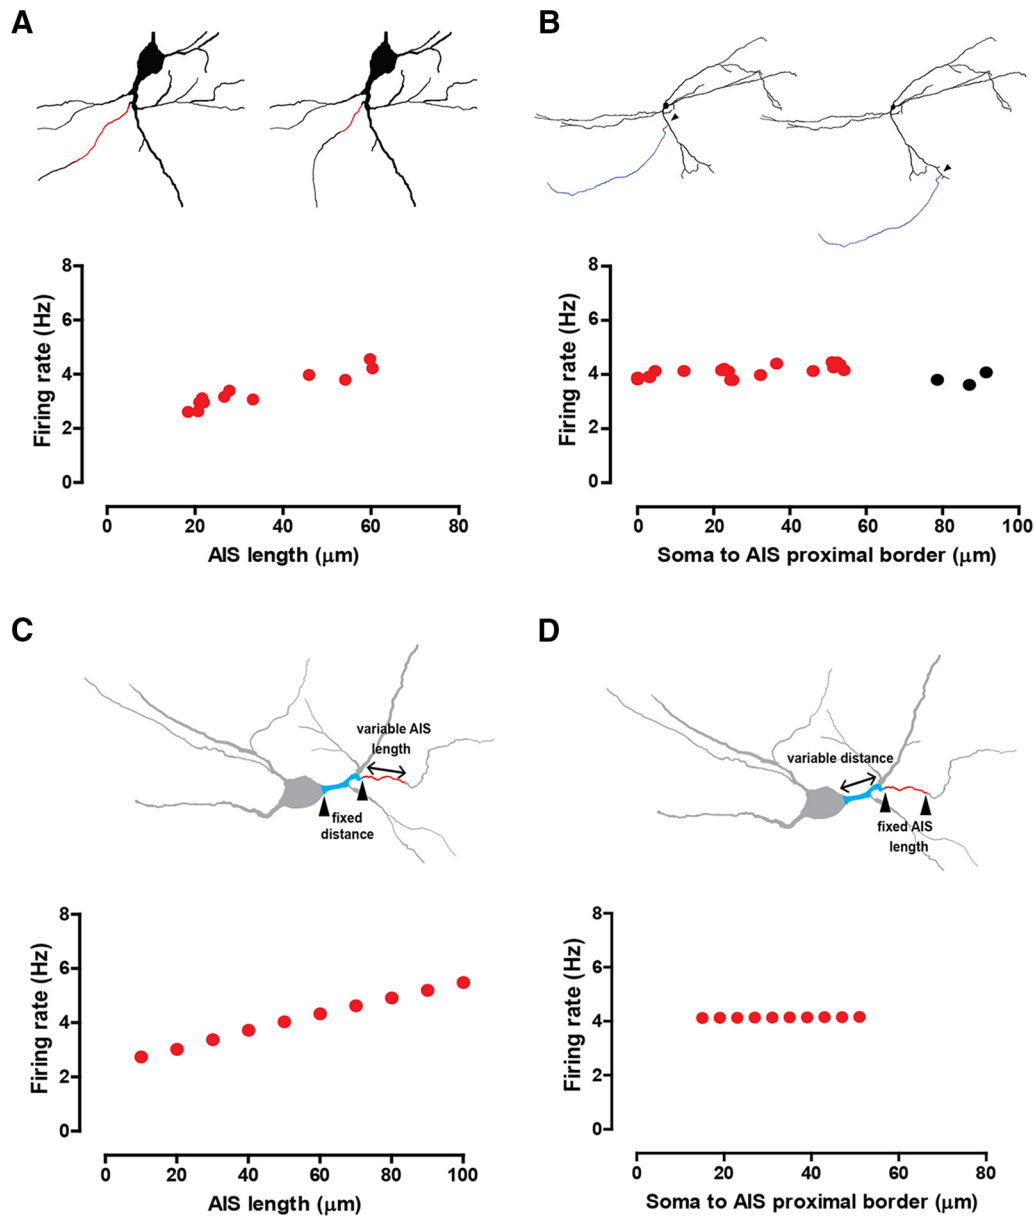 A
B
8
6
4
2
0
Firing rate (Hz)
0 20 40 60 80
AIS length (μm)
8
6
4
2
0
Firing rate (Hz)
0 20 40 60 80 100
Soma to AIS proximal border (μm)
C
D
variable AIS
length
fixed
distance
variable distance
fixed AIS
length
8
6
4
2
0
Firing rate (Hz)
0 20 40 60 80 100
AIS length (μm)
8
6
4
2
0
Firing rate (Hz)
0 20 40 60 80
Soma to AIS proximal border (μm)